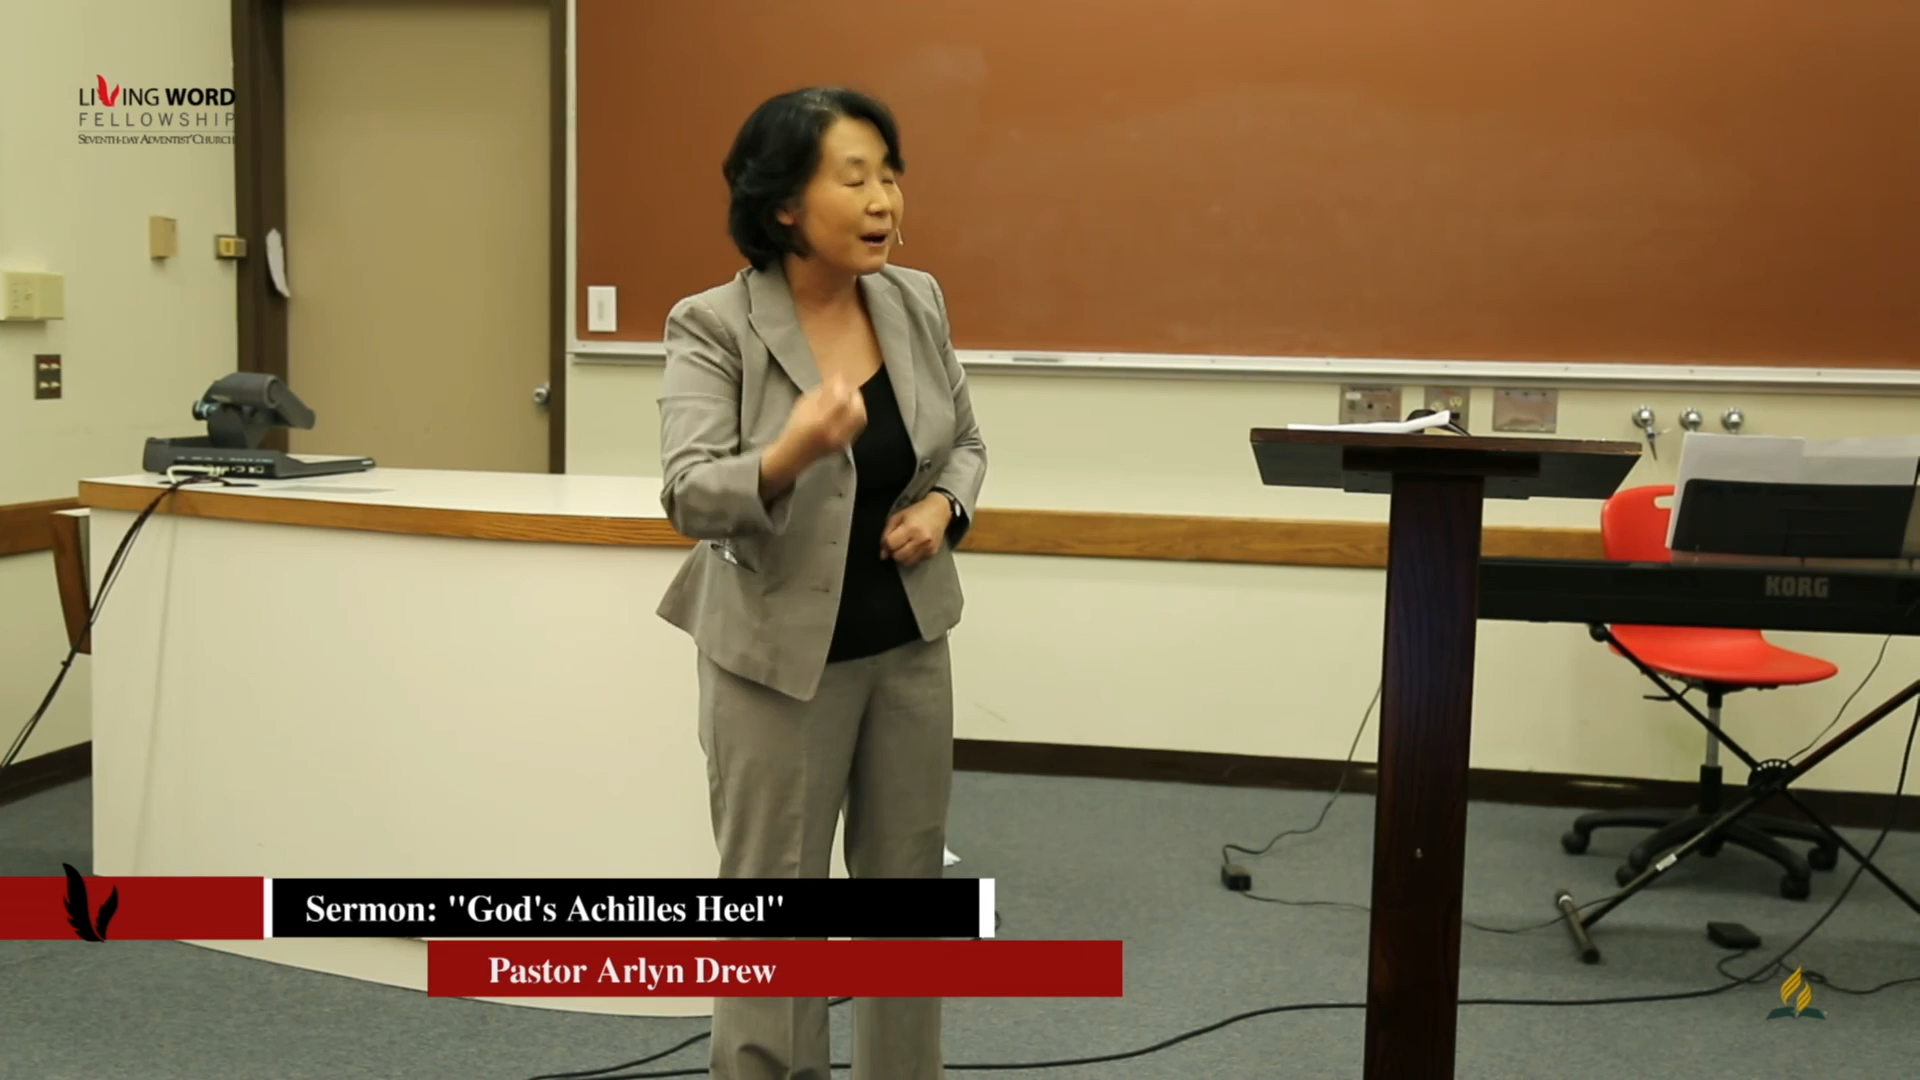 LIVING WORD
FELLOWSHIP
SEVENTH-DAY ADVENTIST CHURCH
KORG
Sermon: "God's Achilles Heel"
Pastor Arlyn Drew